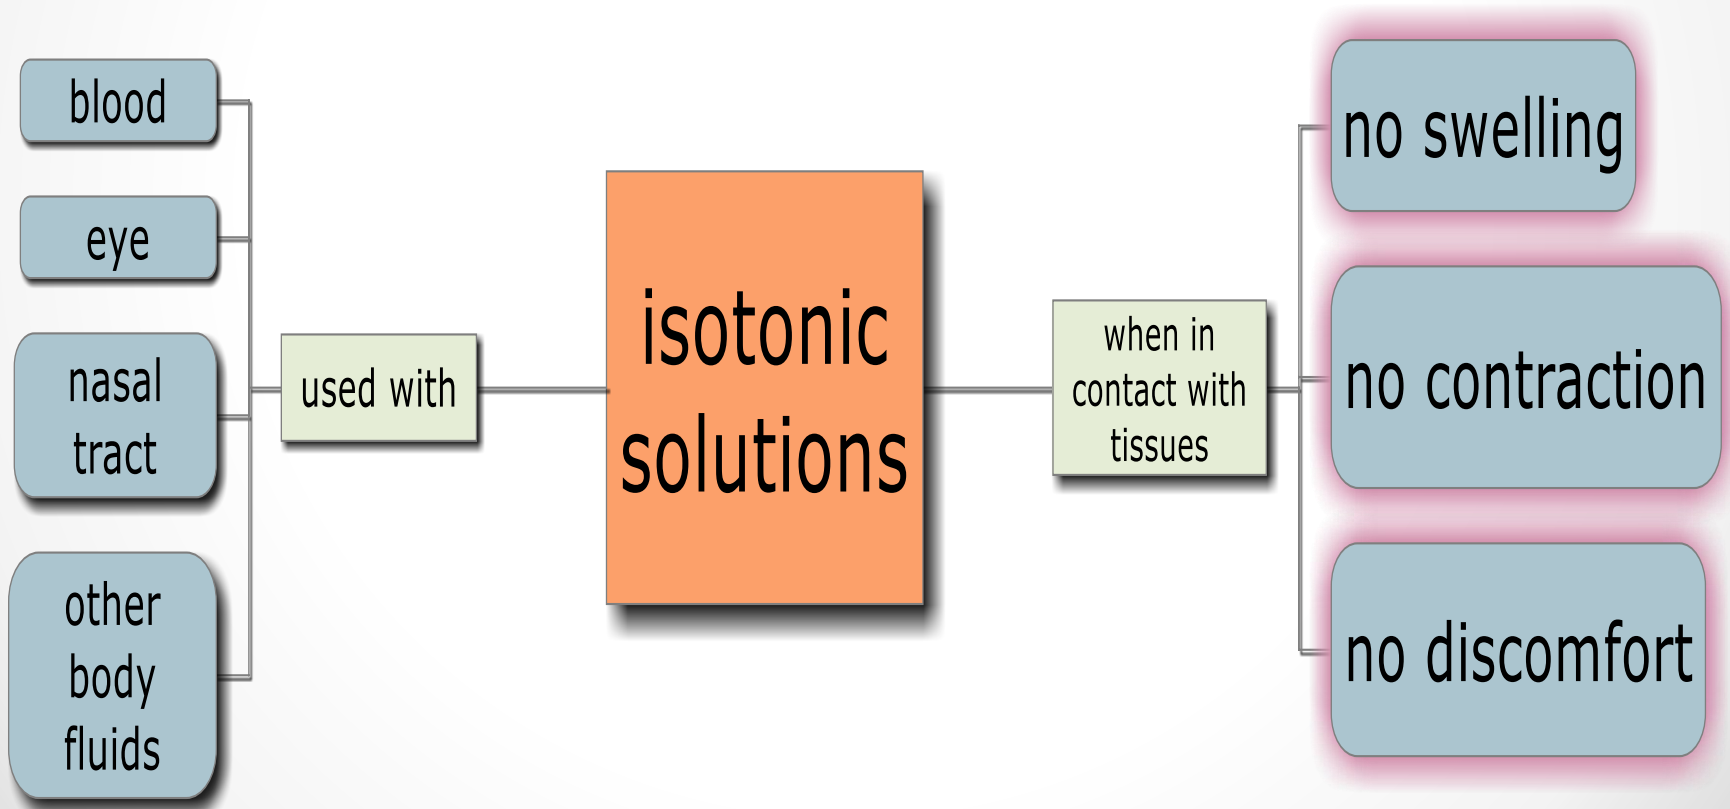 blood
eye
nasal
tract
other
body
fluids
used with
isotonic
solutions
when in
contact with
tissues
no swelling
no contraction
no discomfort